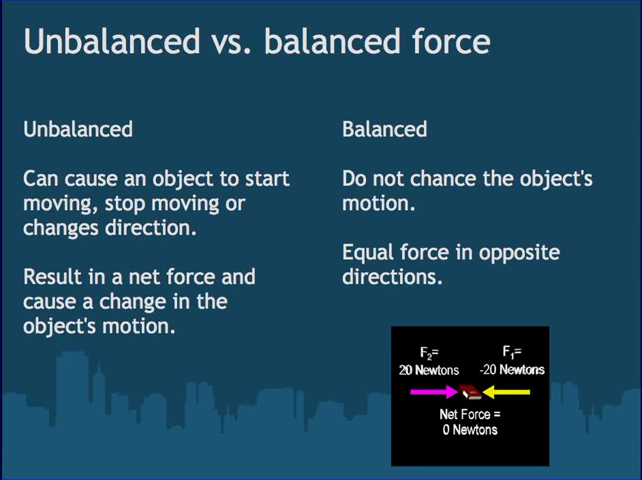 Unbalanced vs. balanced force
Unbalanced
Can cause an object to start
moving, stop moving or
changes direction.
Result in a net force and
cause a change in the
object's motion.
Balanced
Do not chance the object's
motion.
Equal force in opposite
directions.
F₂=
20 Newtons
F₁=
-20 Newtons
Net Force =
0 Newtons